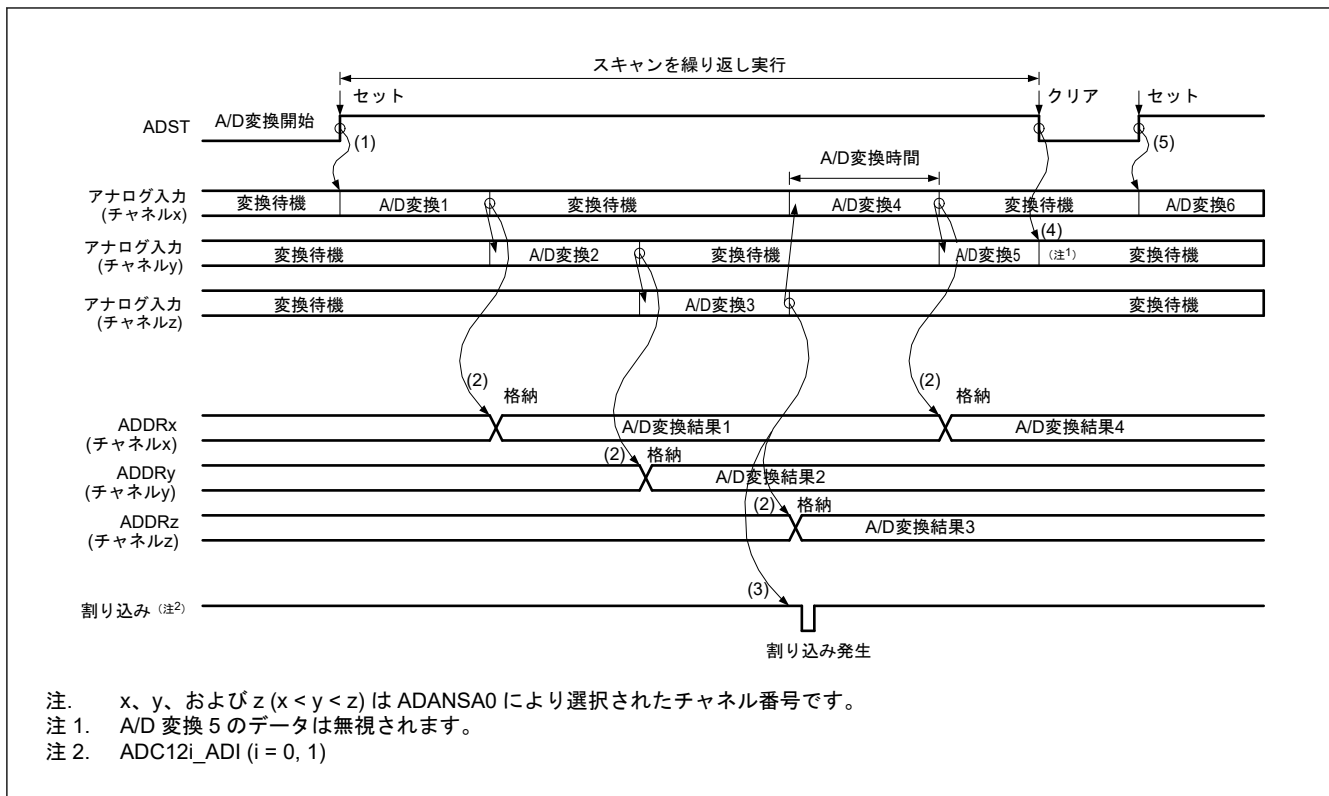 スキャンを繰り返し実行
セット クリア セット
ADST A/D変換開始
(1) (5)
A/D変換時間
アナログ入力
(チャネルx)
変換待機 A/D変換1 変換待機 A/D変換4 変換待機 A/D変換6
(4)
アナログ入力
(チャネルy)
変換待機 A/D変換2 変換待機 A/D変換5 (注1) 変換待機
アナログ入力
(チャネルz)
変換待機 A/D変換3 変換待機
(2) 格納 (2) 格納
ADDRx
(チャネルx)
A/D変換結果1 A/D変換結果4
(2) 格納
ADDRy
(チャネルy)
A/D変換結果2
(2) 格納
ADDRz
(チャネルz)
A/D変換結果3
(3)
割り込み (注2)
割り込み発生
注. x、y、および z (x < y < z) は ADANSA0 により選択されたチャネル番号です。
注 1. A/D 変換 5 のデータは無視されます。
注 2. ADC12i_ADI (i = 0, 1)